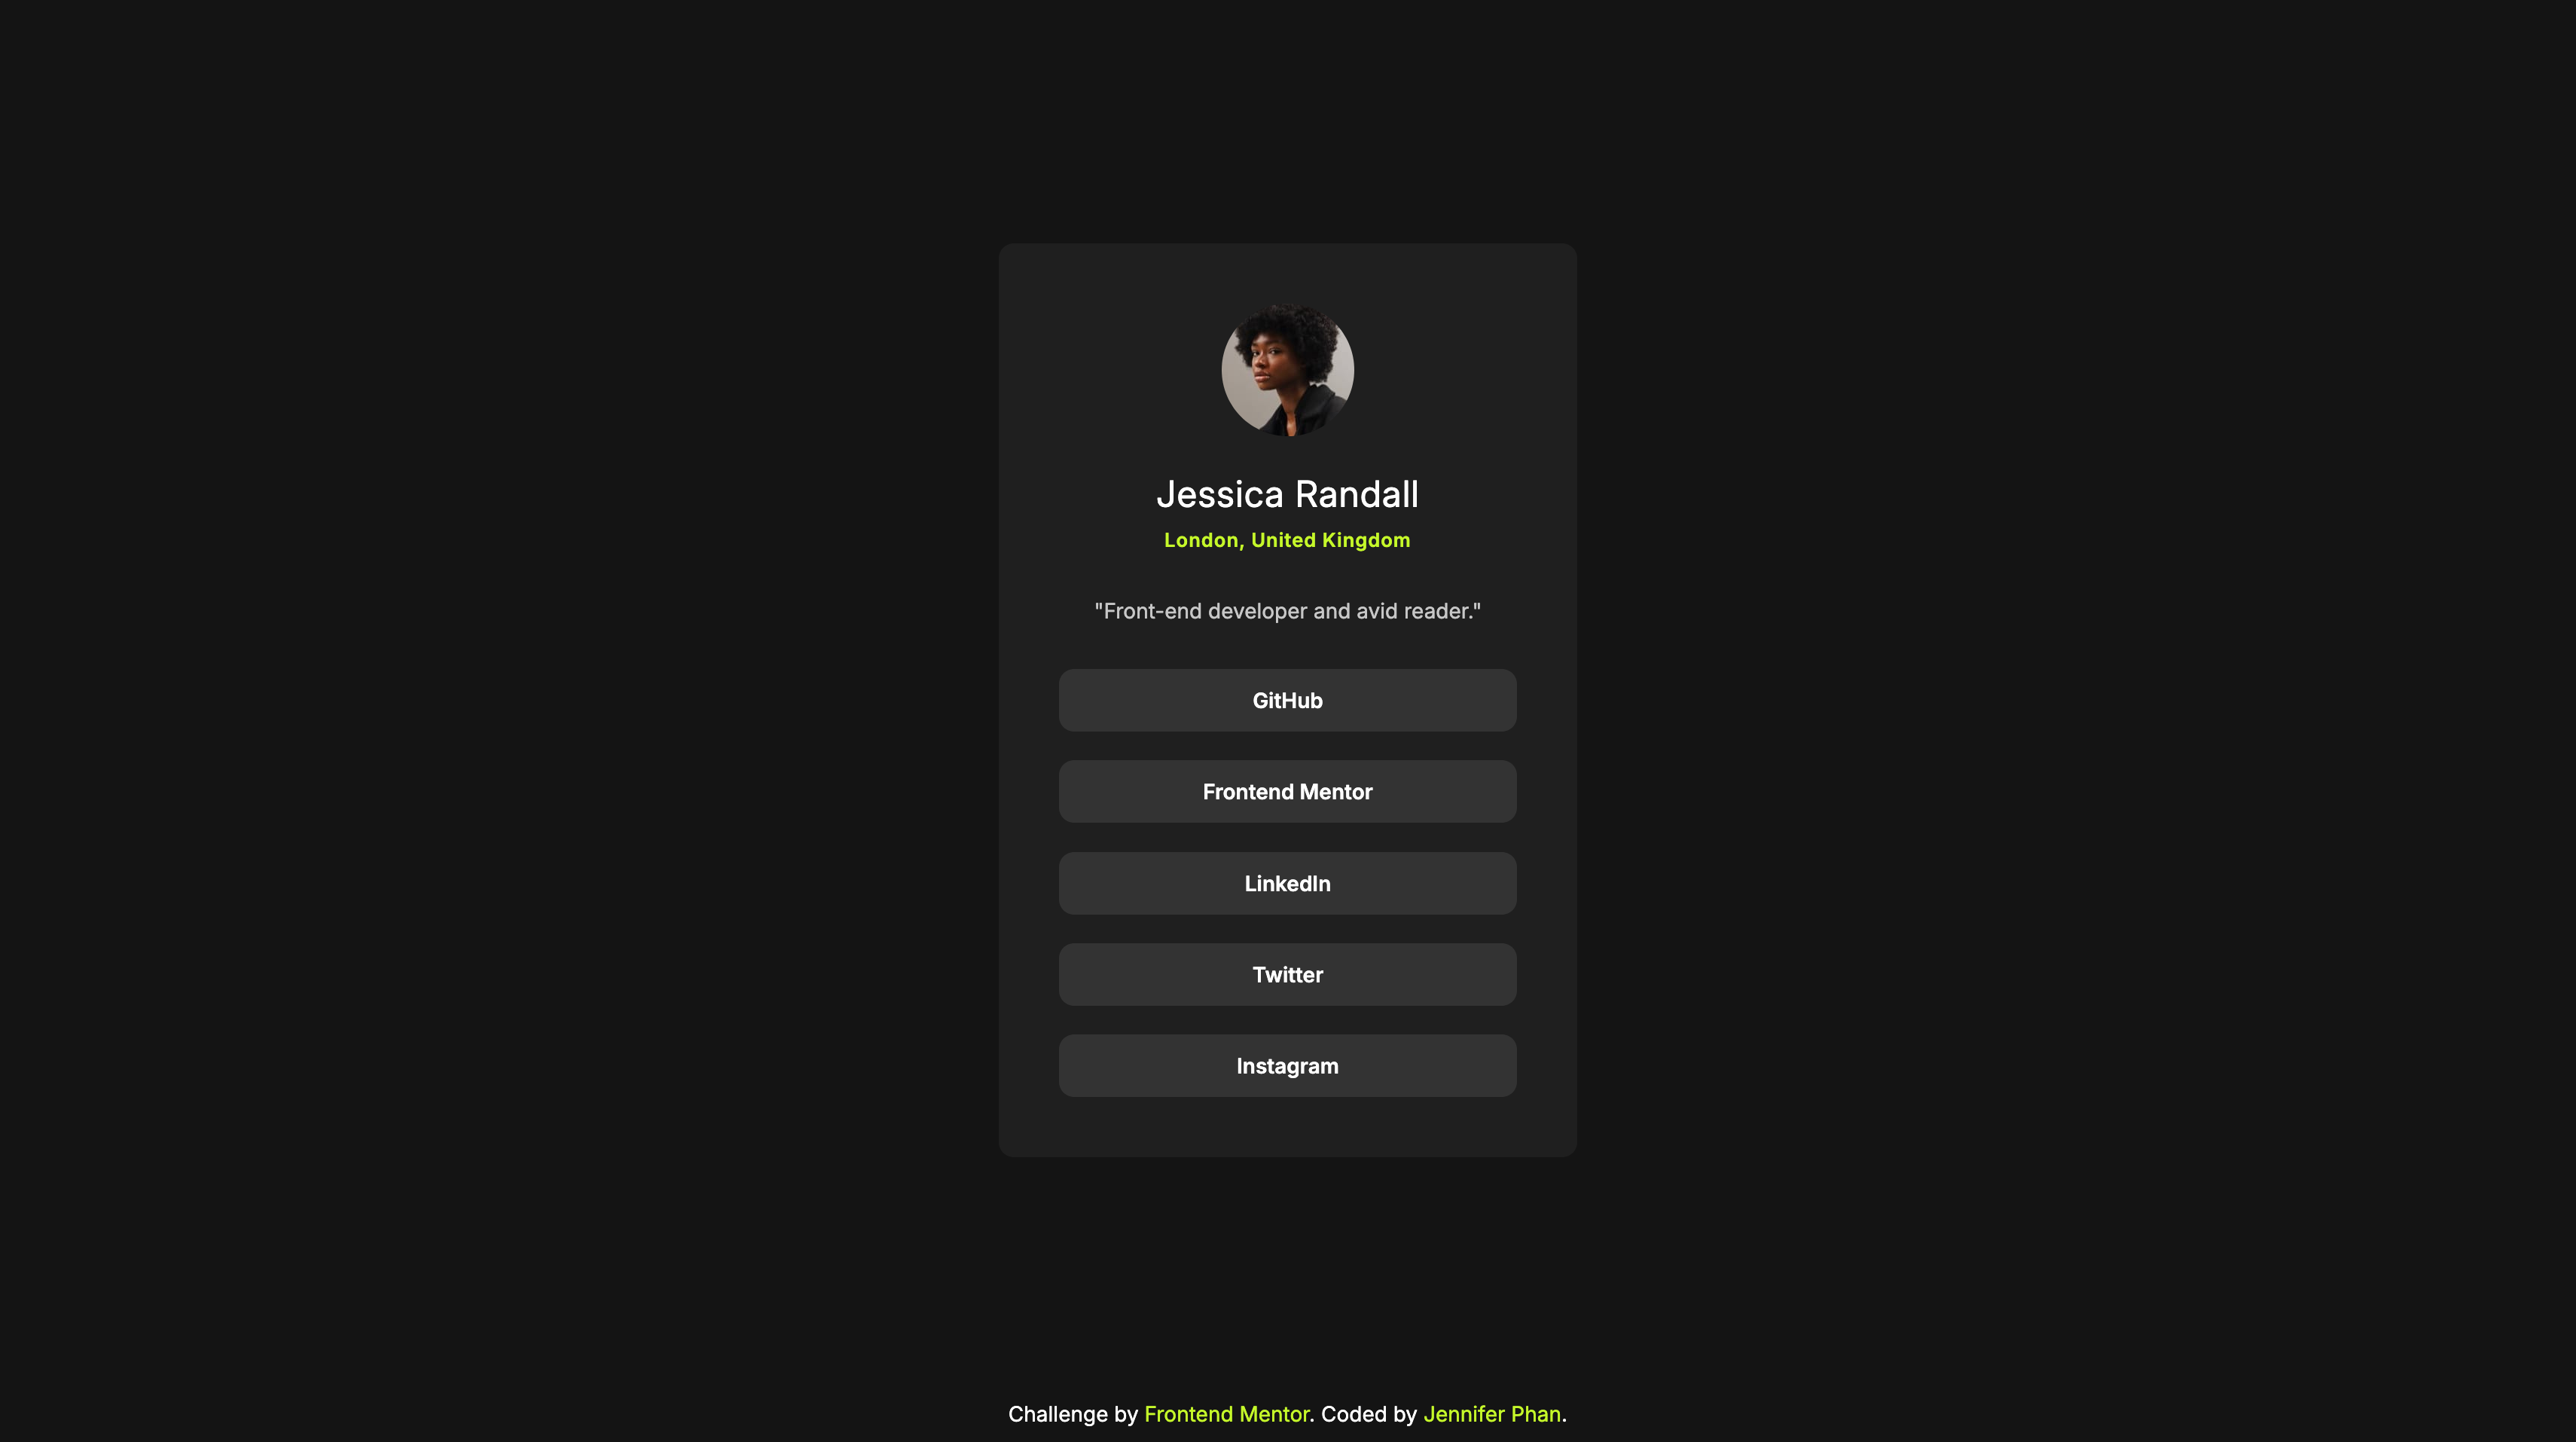 Jessica Randall
London, United Kingdom
"Front-end developer and avid reader."
GitHub
Frontend Mentor
LinkedIn
Twitter
Instagram
Challenge by Frontend Mentor. Coded by Jennifer Phan.